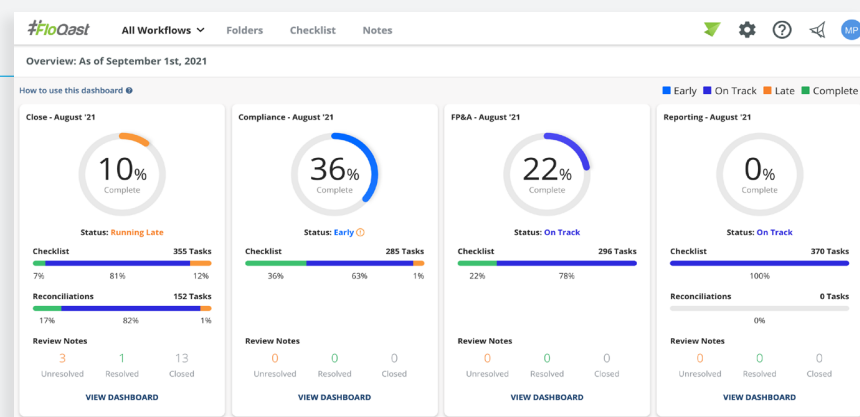 FloQast All Workflows Folders Checklist Notes MP
Overview: As of September 1st, 2021
How to use this dashboard
Early On Track Late Complete
Close - August '21
10%
Complete
Status: Running Late
Checklist 355 Tasks
7% 81% 12%
Reconciliations 152 Tasks
17% 82% 1%
Review Notes
3 1 13
Unresolved Resolved Closed
VIEW DASHBOARD
Compliance - August '21
36%
Complete
Status: Early
Checklist 285 Tasks
36% 63% 1%
Review Notes
0 0 0
Unresolved Resolved Closed
VIEW DASHBOARD
FP&A - August '21
22%
Complete
Status: On Track
Checklist 296 Tasks
22% 78%
Review Notes
0 0 0
Unresolved Resolved Closed
VIEW DASHBOARD
Reporting - August '21
0%
Complete
Status: On Track
Checklist 370 Tasks
100%
Reconciliations 0 Tasks
0%
Review Notes
0 0 0
Unresolved Resolved Closed
VIEW DASHBOARD